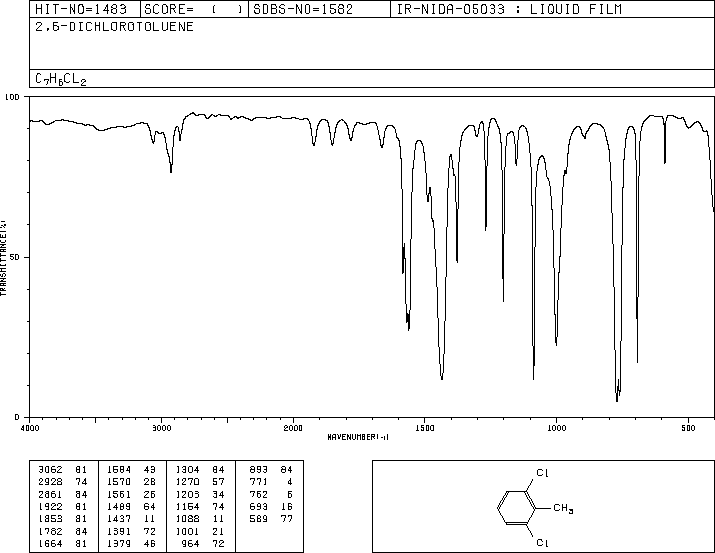 HIT-NO=1483 SCORE= ( ) SDBS-NO=1582 IR-NIDA-05033 : LIQUID FILM
2,6-DICHLOROTOLUENE
C7H6CL2
100
50
0
TRANSMITTANCE(%)
4000 3000 2000 1500 1000 500
WAVENUMBER(-1)
3062 81 1584 43 1304 84 893 84
2928 74 1570 28 1270 57 771 4
2861 84 1561 26 1203 34 762 6
1922 81 1489 64 1154 74 693 16
1853 81 1437 11 1088 11 589 77
1782 84 1391 72 1001 21
1664 81 1379 46 964 72
Cl
CH3
Cl